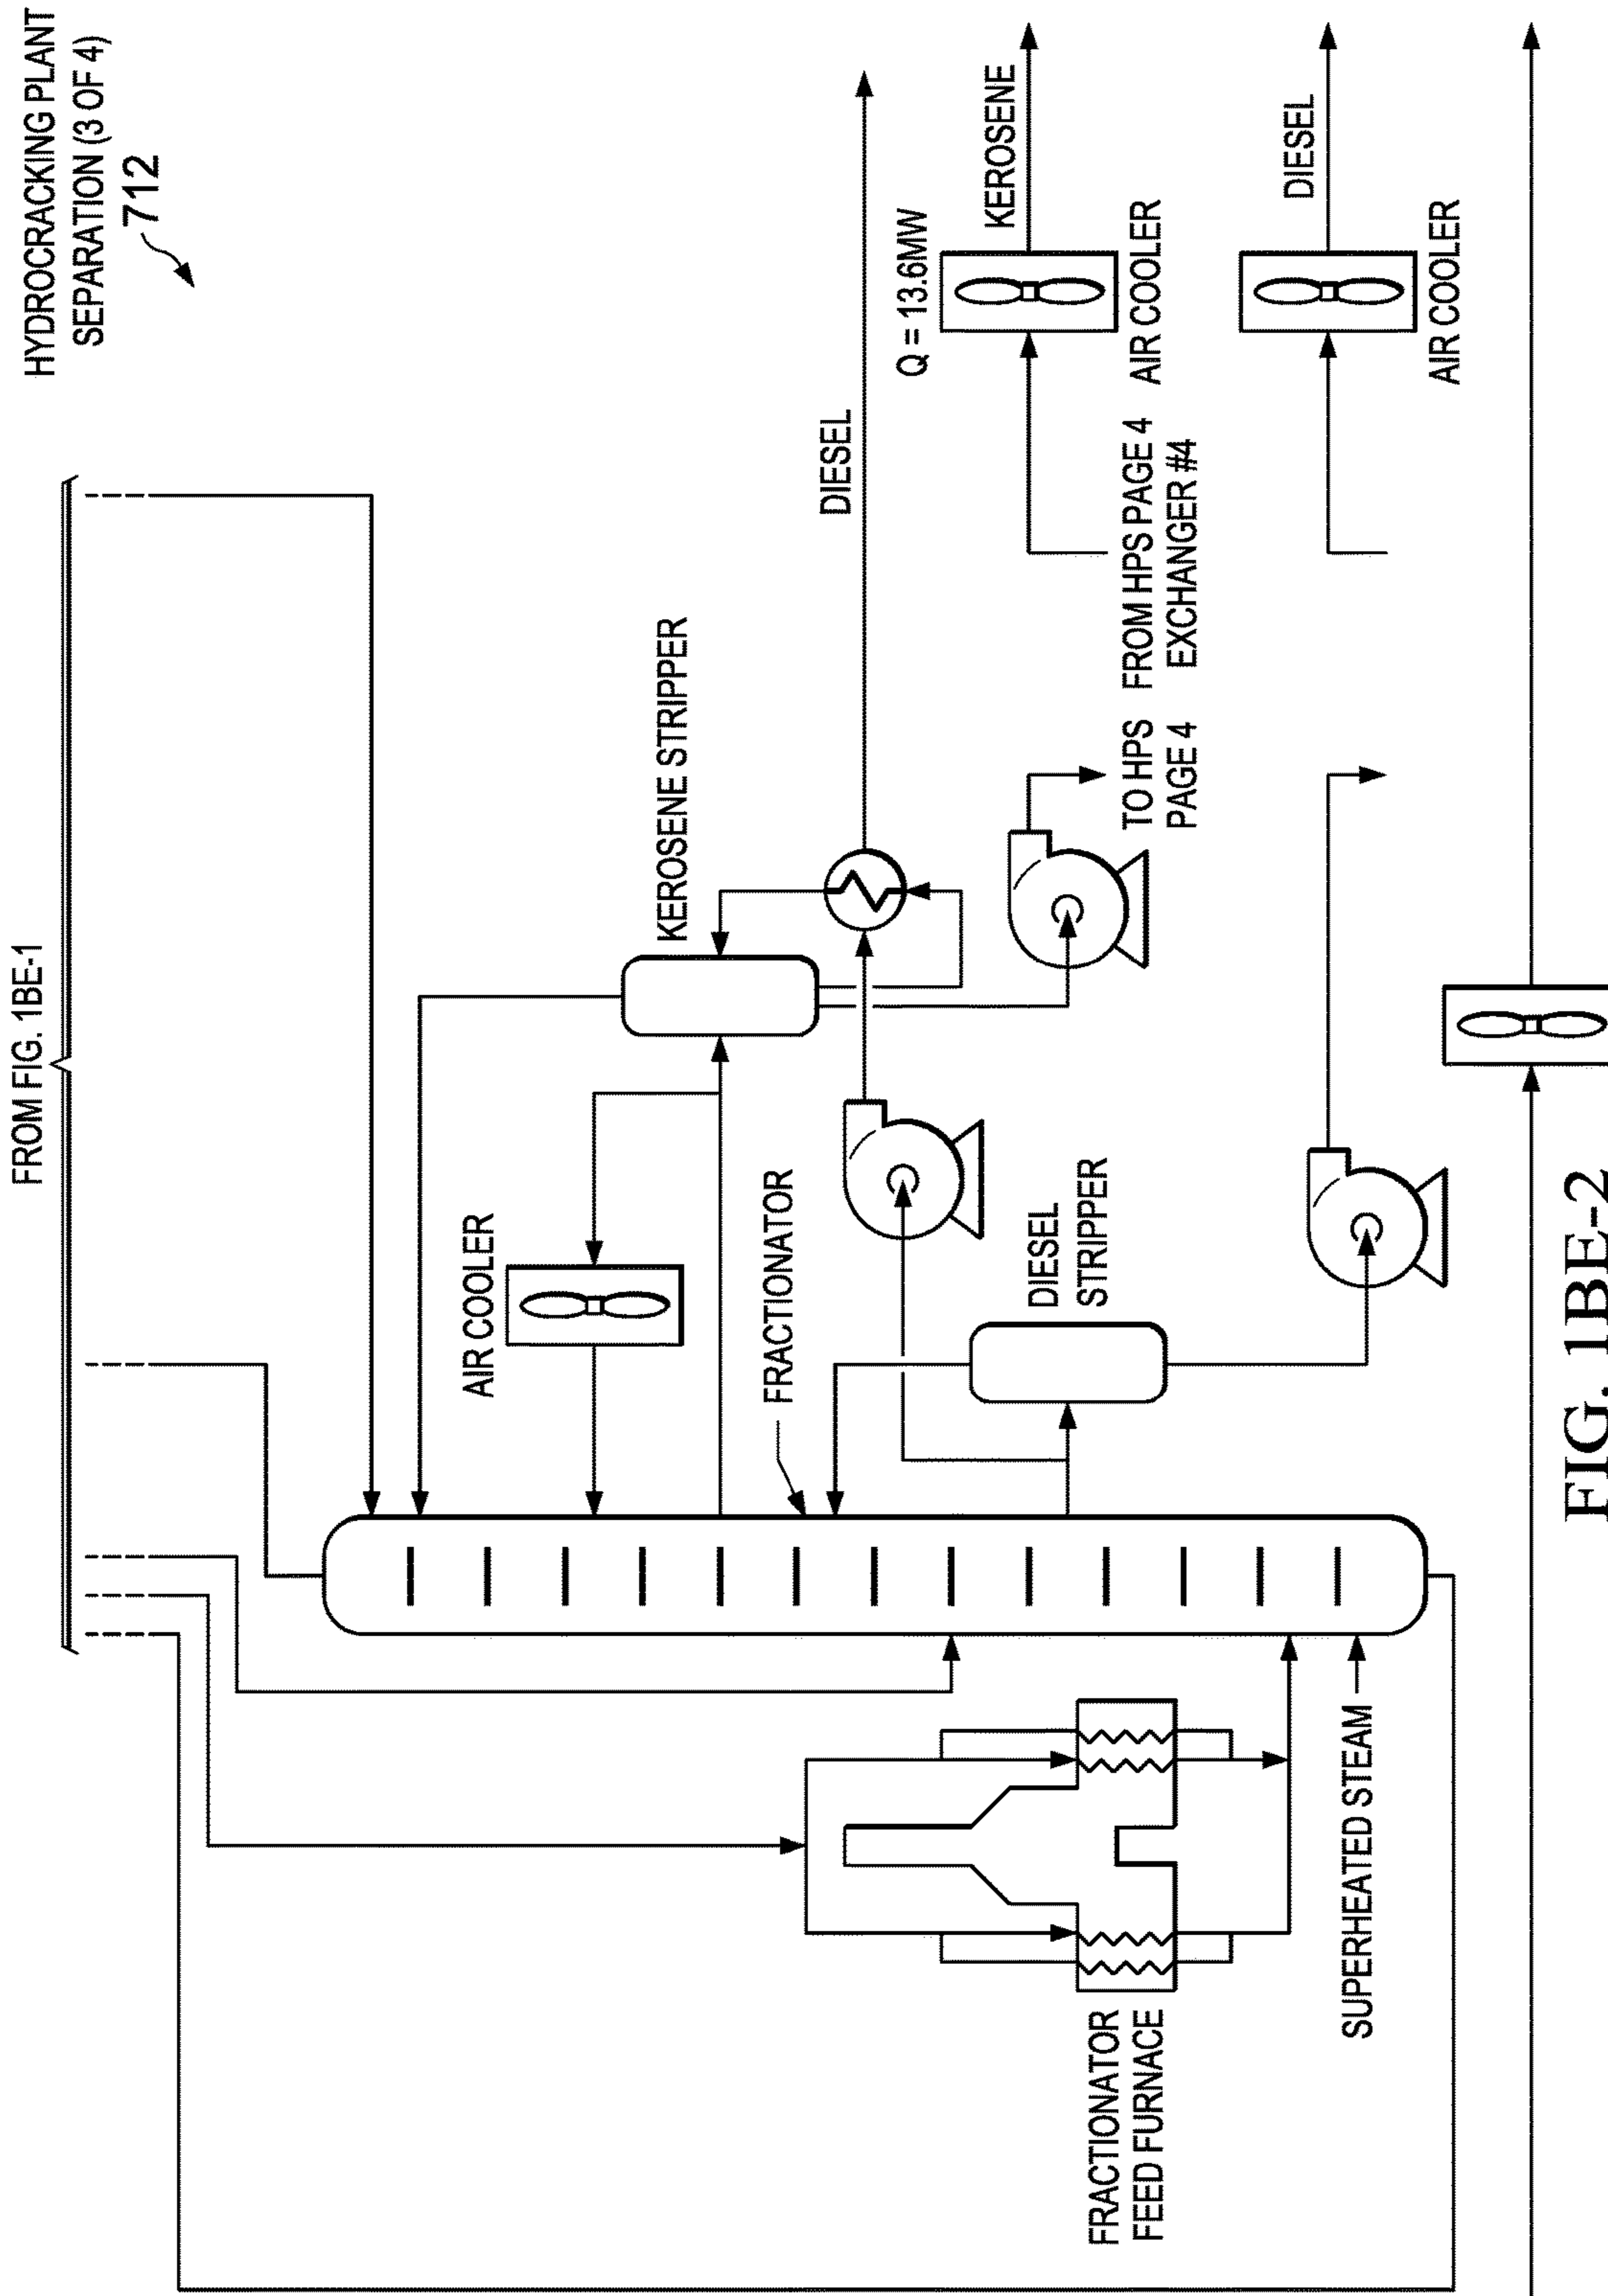 HYDROCRACKING PLANT
SEPARATION (3 OF 4)
712
FROM FIG. 1BE-1
KEROSENE STRIPPER
AIR COOLER
DIESEL
FRACTIONATOR
Q = 13.6MW
KEROSENE
AIR COOLER
DIESEL
STRIPPER
TO HPS
PAGE 4
FROM HPS PAGE 4
EXCHANGER #4
FRACTIONATOR
FEED FURNACE
DIESEL
AIR COOLER
SUPERHEATED STEAM
FIG. 1BE-2